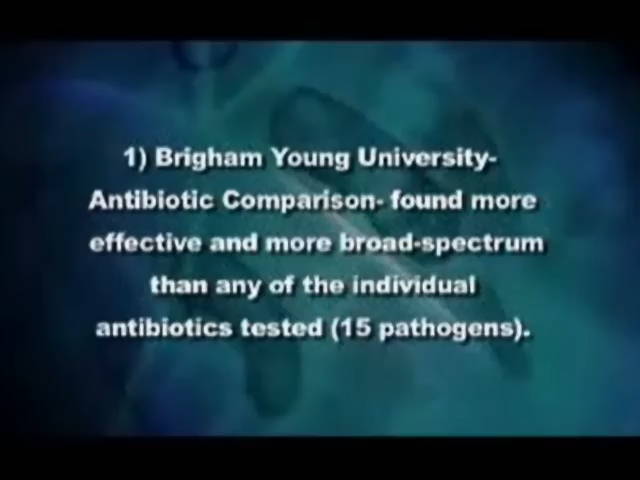 1) Brigham Young University-
Antibiotic Comparison- found more
effective and more broad-spectrum
than any of the individual
antibiotics tested (15 pathogens).